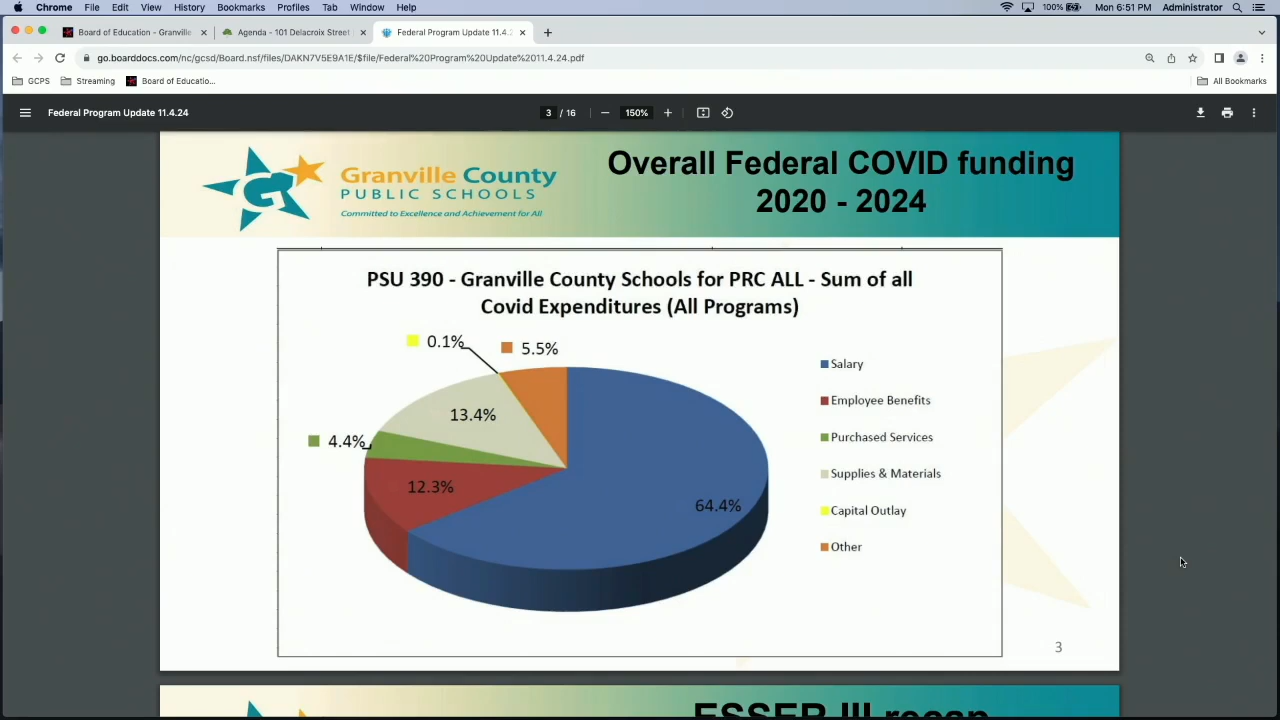 Chrome File Edit View History Bookmarks Profiles Tab Window Help 100% Mon 6:51 PM Administrator
Board of Education - Granville Agenda - 101 Delacroix Street Federal Program Update 11.4.2
go.boarddocs.com/nc/gcsd/Board.nsf/files/DAKN7V5E9A1E/$file/Federal%20Program%20Update%2011.4.24.pdf
GCPS Streaming Board of Educatio... All Bookmarks
Federal Program Update 11.4.24 3 / 16 150%
Granville County
PUBLIC SCHOOLS
Committed to Excellence and Achievement for All
Overall Federal COVID funding
2020 - 2024
PSU 390 - Granville County Schools for PRC ALL - Sum of all
Covid Expenditures (All Programs)
0.1%
5.5%
13.4%
4.4%
12.3%
64.4%
Salary
Employee Benefits
Purchased Services
Supplies & Materials
Capital Outlay
Other
3
ESSER III recap